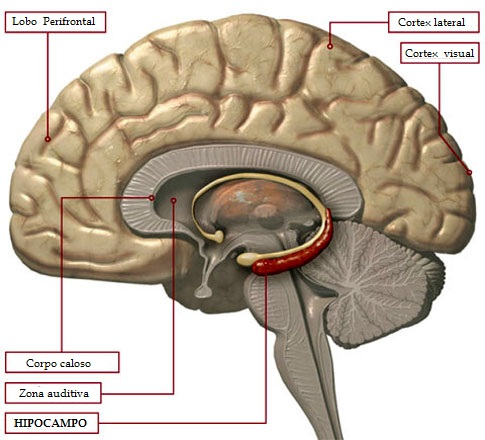 Lobo Perifrontal
Cortex lateral
Cortex visual
Corpo caloso
Zona auditiva
HIPOCAMPO